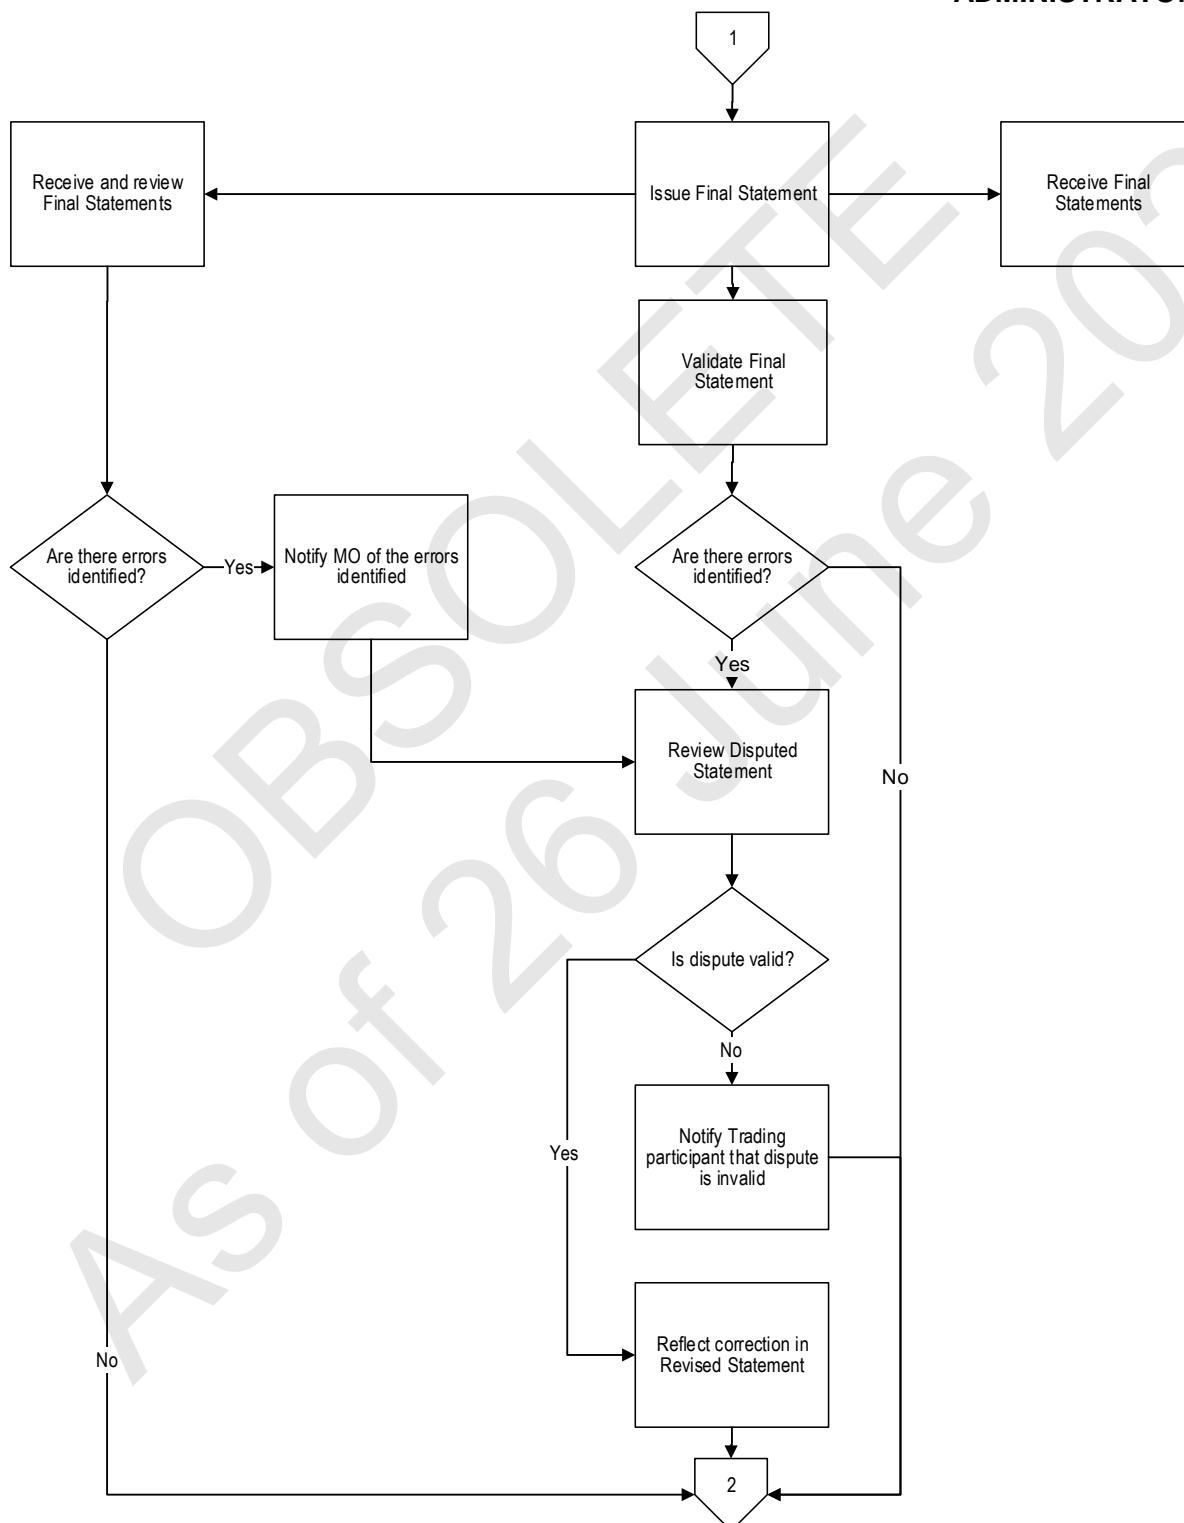 1
Receive and review
Final Statements
Issue Final Statement
Receive Final
Statements
Validate Final
Statement
Are there errors
identified?
Yes
Notify MO of the errors
identified
Are there errors
identified?
Yes
Review Disputed
Statement
No
Is dispute valid?
No
Notify Trading
participant that dispute
is invalid
Yes
Reflect correction in
Revised Statement
No
2
OBSOLETE
As of 26 June